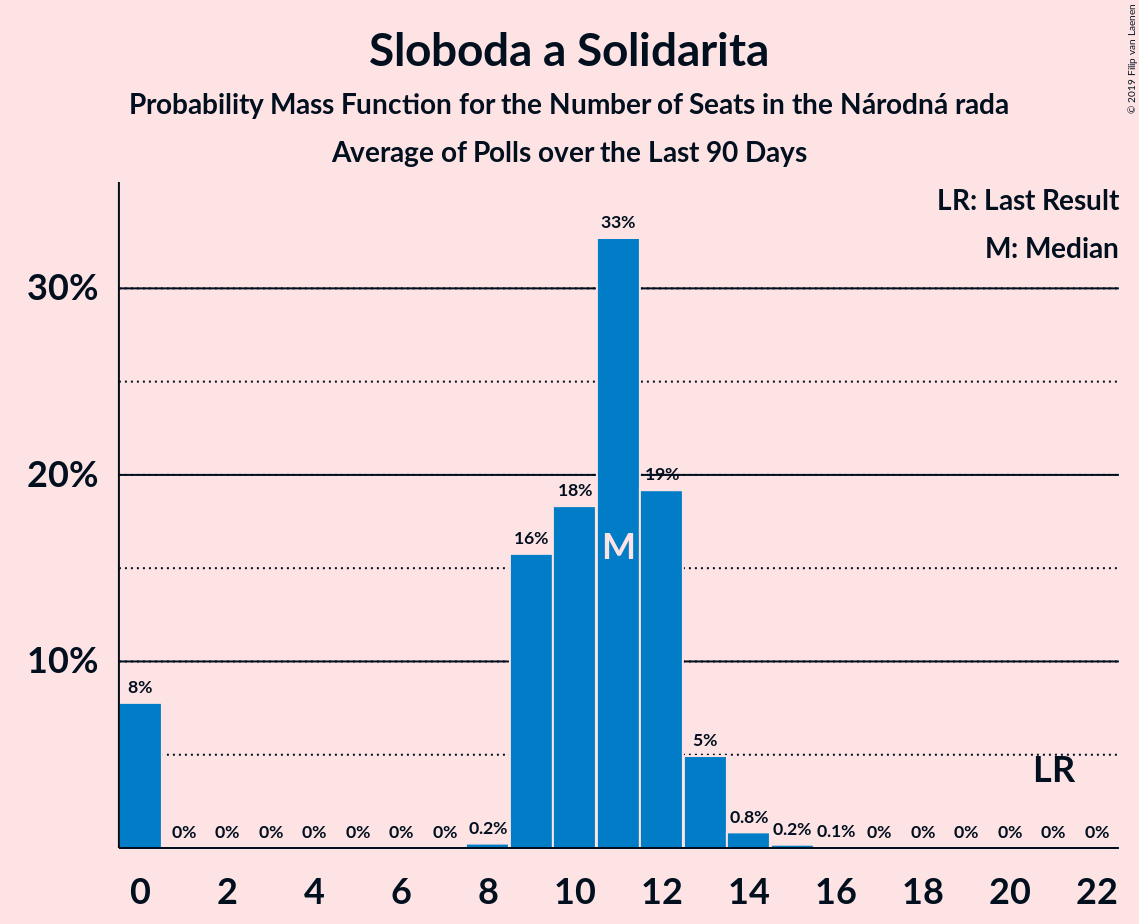 Sloboda a Solidarita
Probability Mass Function for the Number of Seats in the Národná rada
Average of Polls over the Last 90 Days
© 2019 Filip van Laenen
LR: Last Result
M: Median
30%
20%
10%
8%
0%
0%
0%
0%
0%
0%
0%
0.2%
16%
18%
33%
19%
5%
0.8%
0.2%
0.1%
0%
0%
0%
0%
0%
0%
M
LR
0 2 4 6 8 10 12 14 16 18 20 22